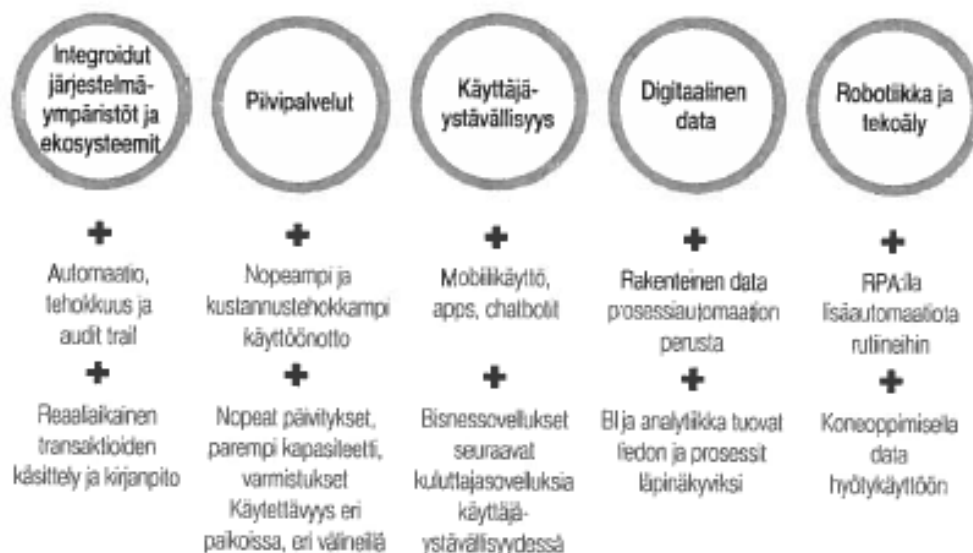 Integroidut
järjestelmä-
ympäristöt ja
ekosysteemit
Pilvipalvelut
Käyttäjä-
ystävällisyys
Digitaalinen
data
Robotiikka ja
tekoäly
+
Automaatio,
tehokkuus ja
audit trail
+
Reaaliaikainen
transaktioiden
käsittely ja kirjanpito
+
Nopeampi ja
kustannustehokkampi
käyttöönotto
+
Nopeat päivitykset,
parempi kapasiteetti,
varmistukset
Käytettävyys eri
paikoissa, eri välineillä
+
Mobiilikäyttö,
apps, chatbotit
+
Bisnessovellukset
seuraavat
kuluttajasovelluksia
käyttäjä-
ystävällisyydessä
+
Rakenteinen data
prosessiautomaation
perusta
+
BI ja analytiikka tuovat
tiedon ja prosessit
läpinäkyviksi
+
RPA:lla
lisäautomaatiota
rutiineihin
+
Koneoppimisella
data
hyötykäyttöön